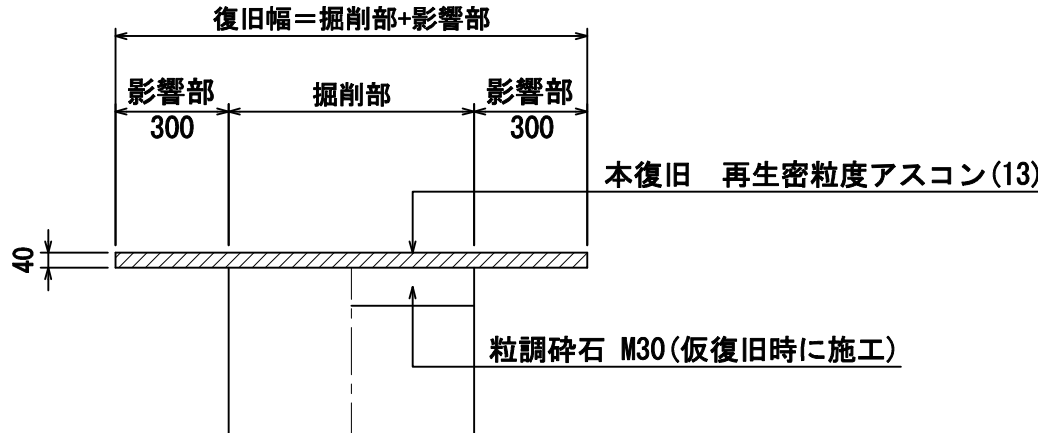 復旧幅＝掘削部+影響部
影響部
掘削部
影響部
300
300
本復旧　再生密粒度アスコン(13)
40
粒調砕石 M30(仮復旧時に施工)